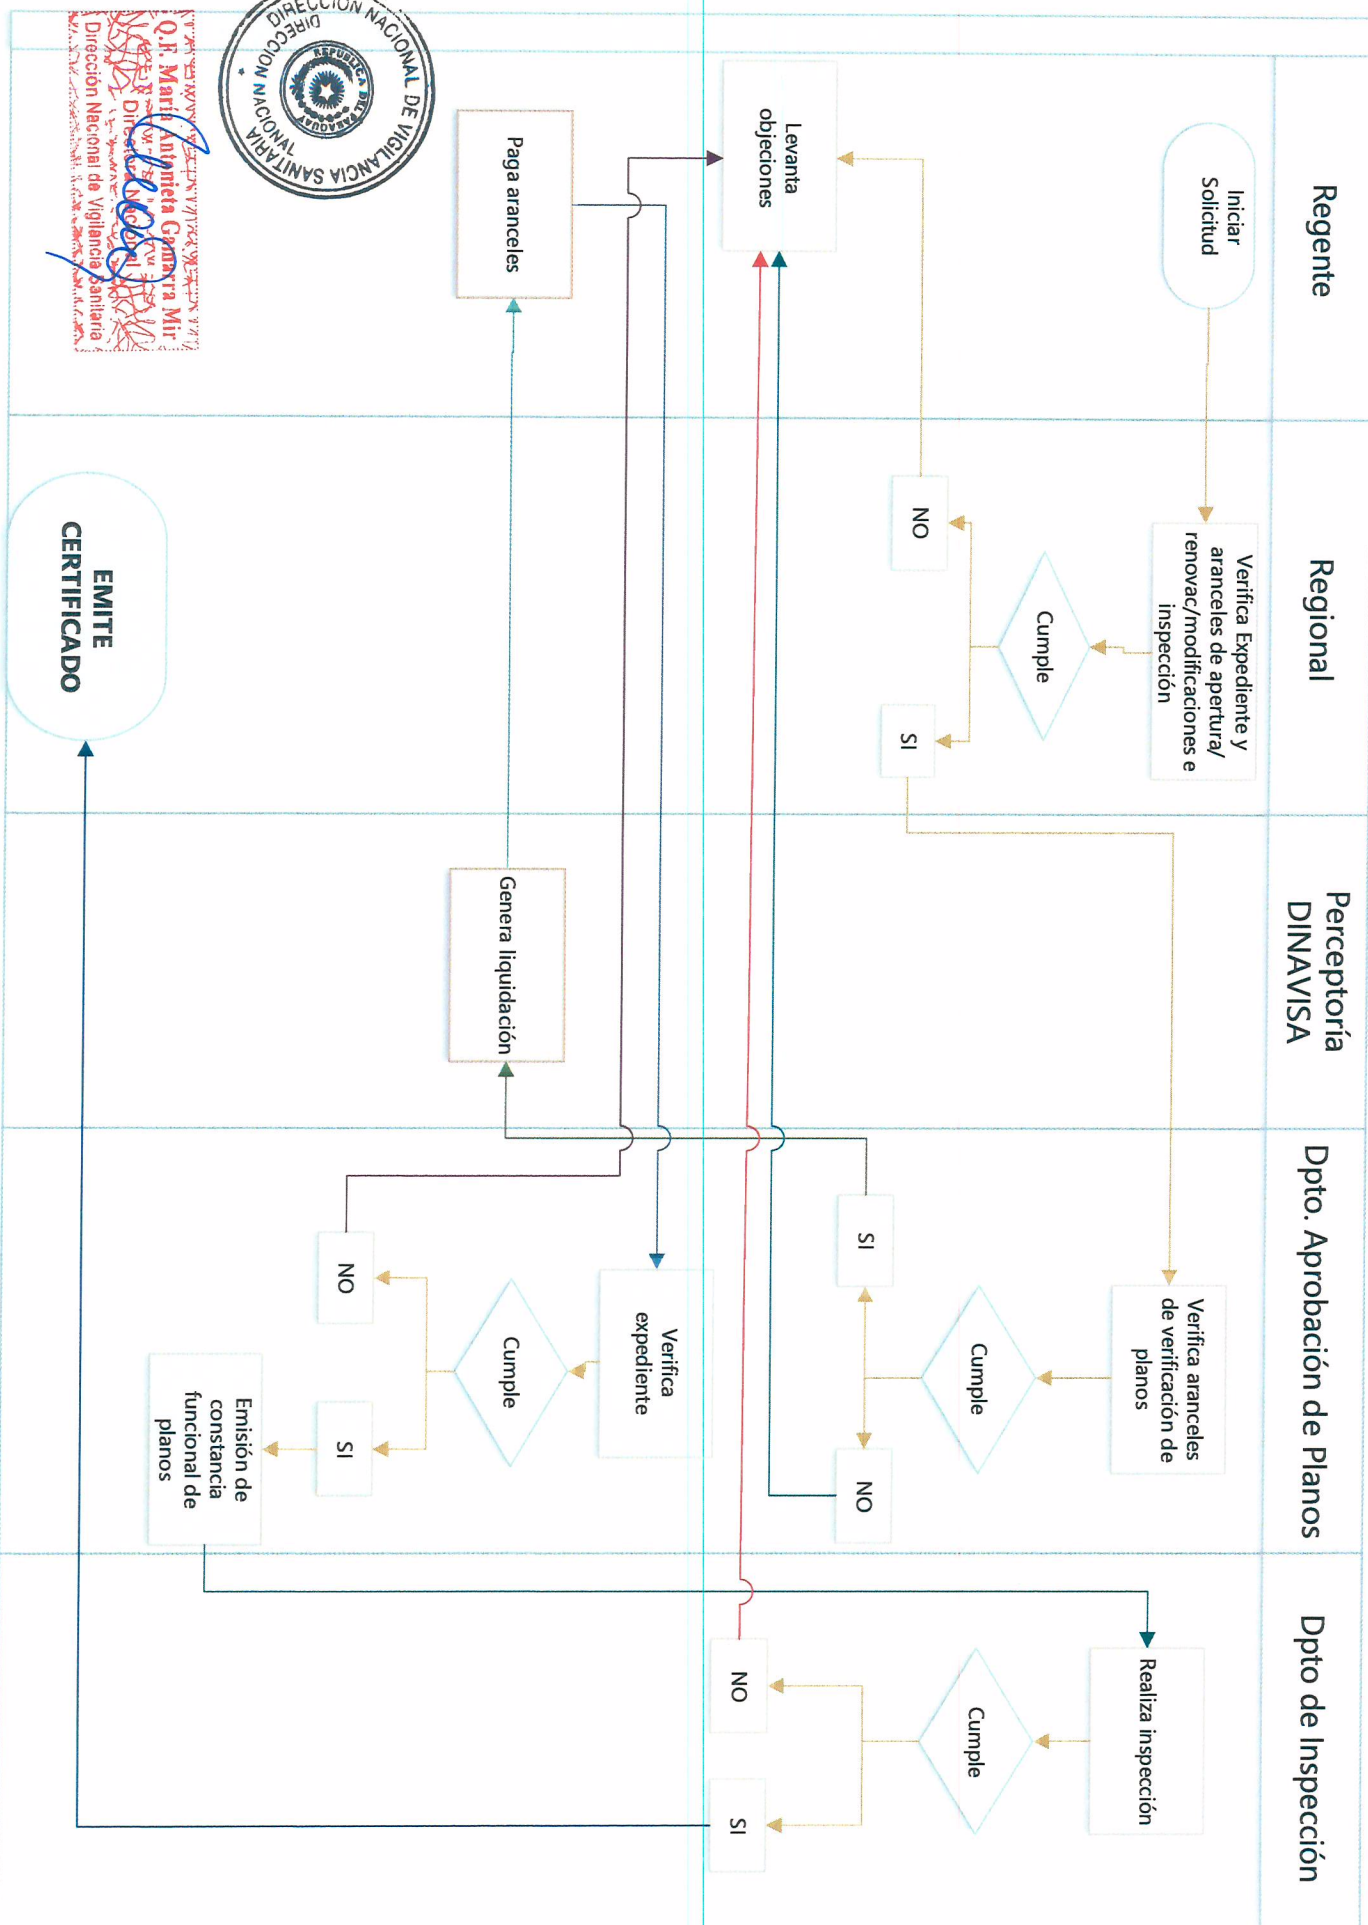 Regente
Regional
Perceptoría
DINAVISA
Dpto. Aprobación de Planos
Dpto de Inspección
Iniciar
Solicitud
Verifica Expediente y
aranceles de apertura/
renovac/modificaciones e
inspección
Cumple
NO
SI
Levanta
objeciones
Verifica aranceles
de verificación de
planos
Cumple
SI
NO
Realiza inspección
Cumple
NO
SI
Genera liquidación
Paga aranceles
Verifica
expediente
Cumple
NO
SI
Emisión de
constancia
funcional de
planos
EMITE
CERTIFICADO
DIRECCIÓN NACIONAL DE VIGILANCIA SANITARIA
DIRECCIÓN NACIONAL
REPUBLICA DEL PARAGUAY
Q.F. María Antonieta Gamarra Mir
Directora Nacional
Dirección Nacional de Vigilancia Sanitaria